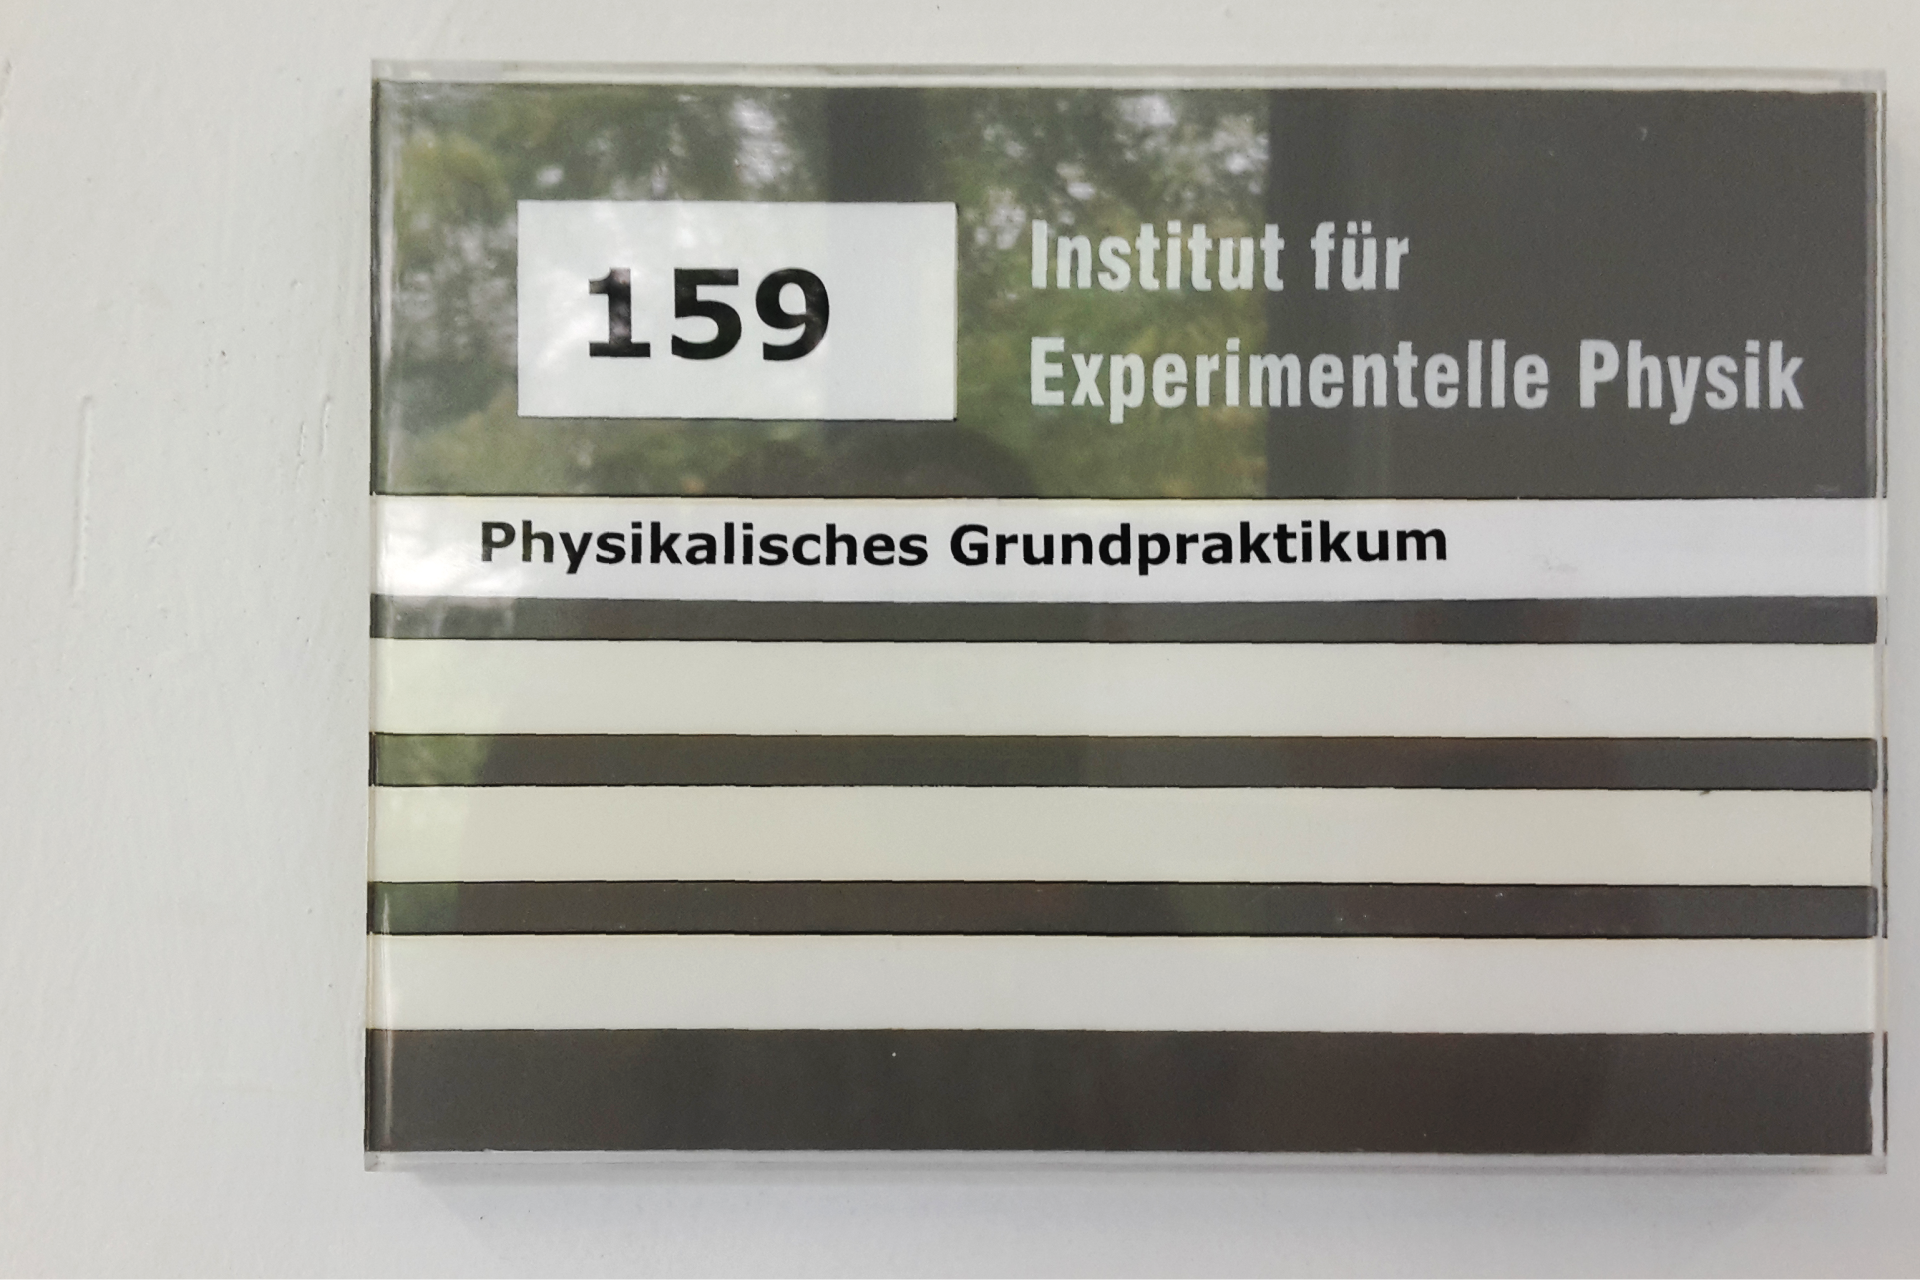 159
Institut für
Experimentelle Physik
Physikalisches Grundpraktikum